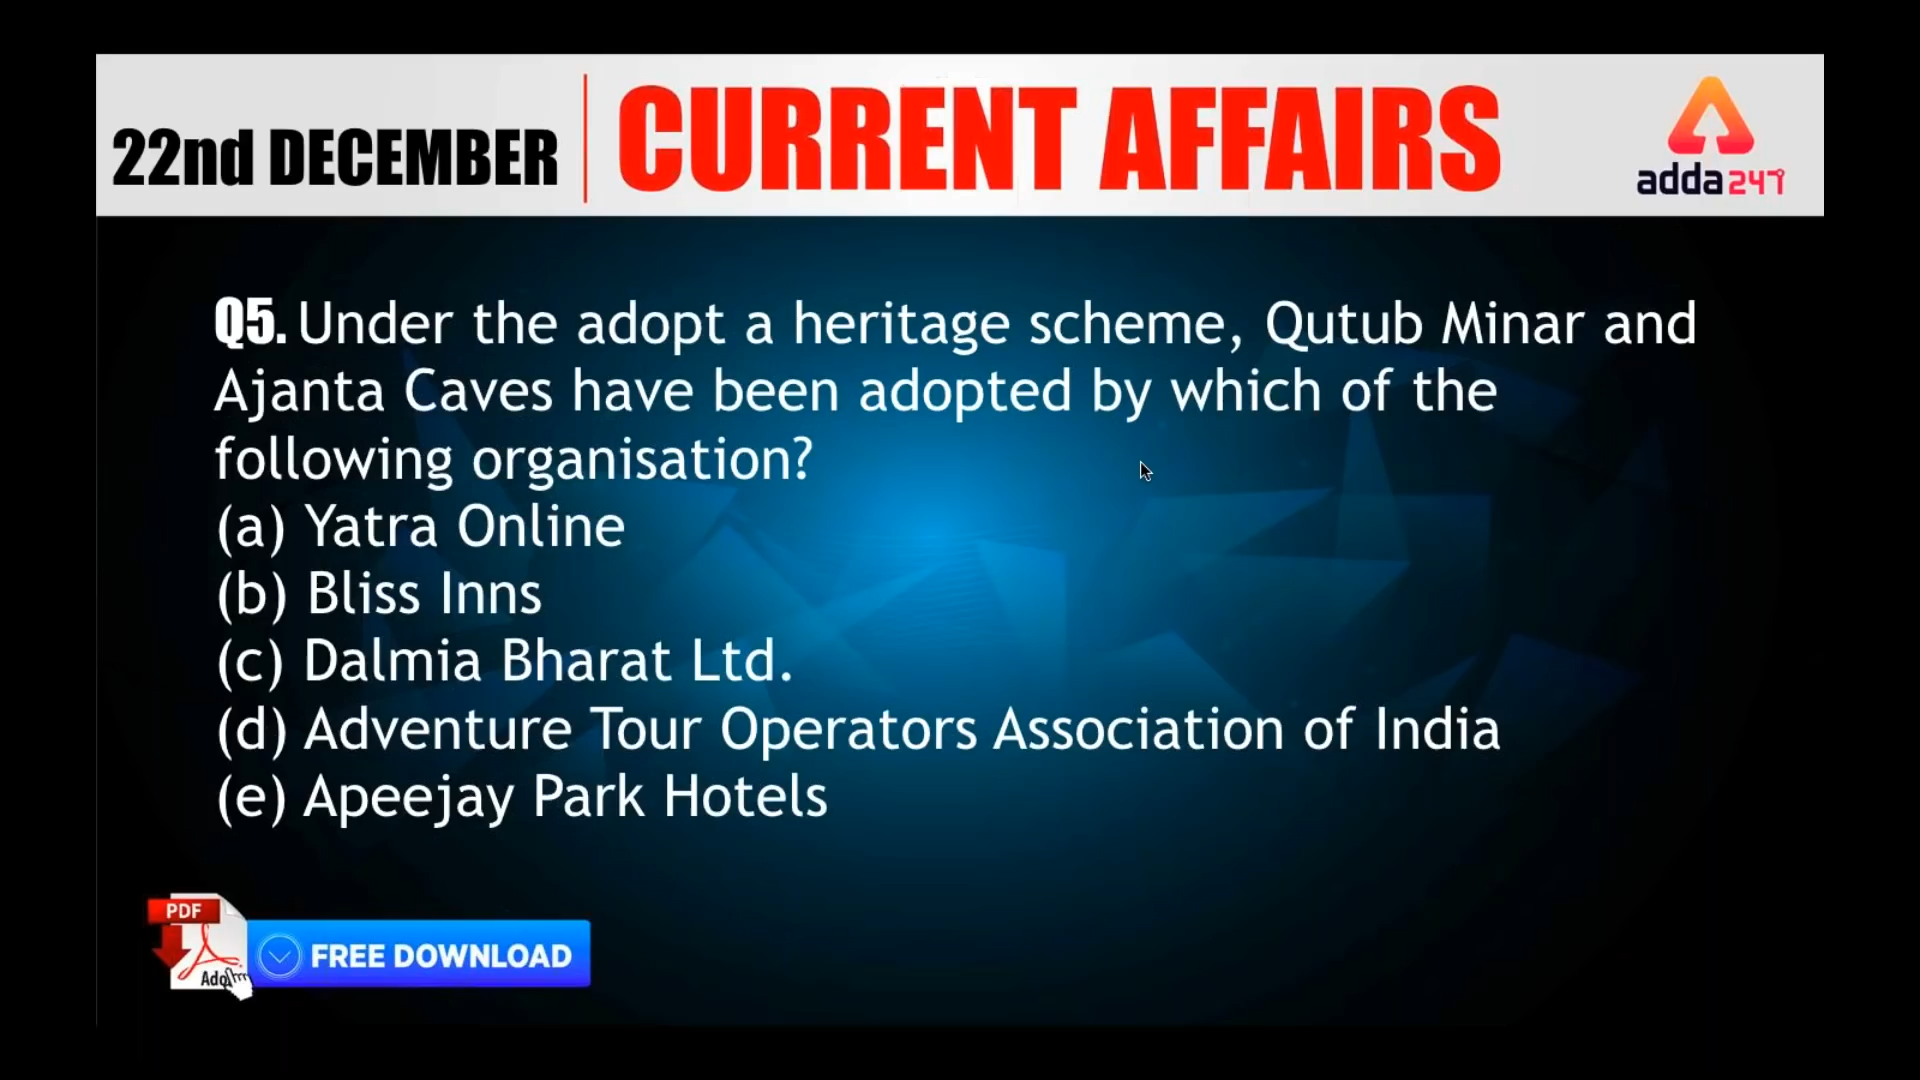 22nd DECEMBER
CURRENT AFFAIRS
adda247
Q5. Under the adopt a heritage scheme, Qutub Minar and
Ajanta Caves have been adopted by which of the
following organisation?
(a) Yatra Online
(b) Bliss Inns
(c) Dalmia Bharat Ltd.
(d) Adventure Tour Operators Association of India
(e) Apeejay Park Hotels
PDF
FREE DOWNLOAD